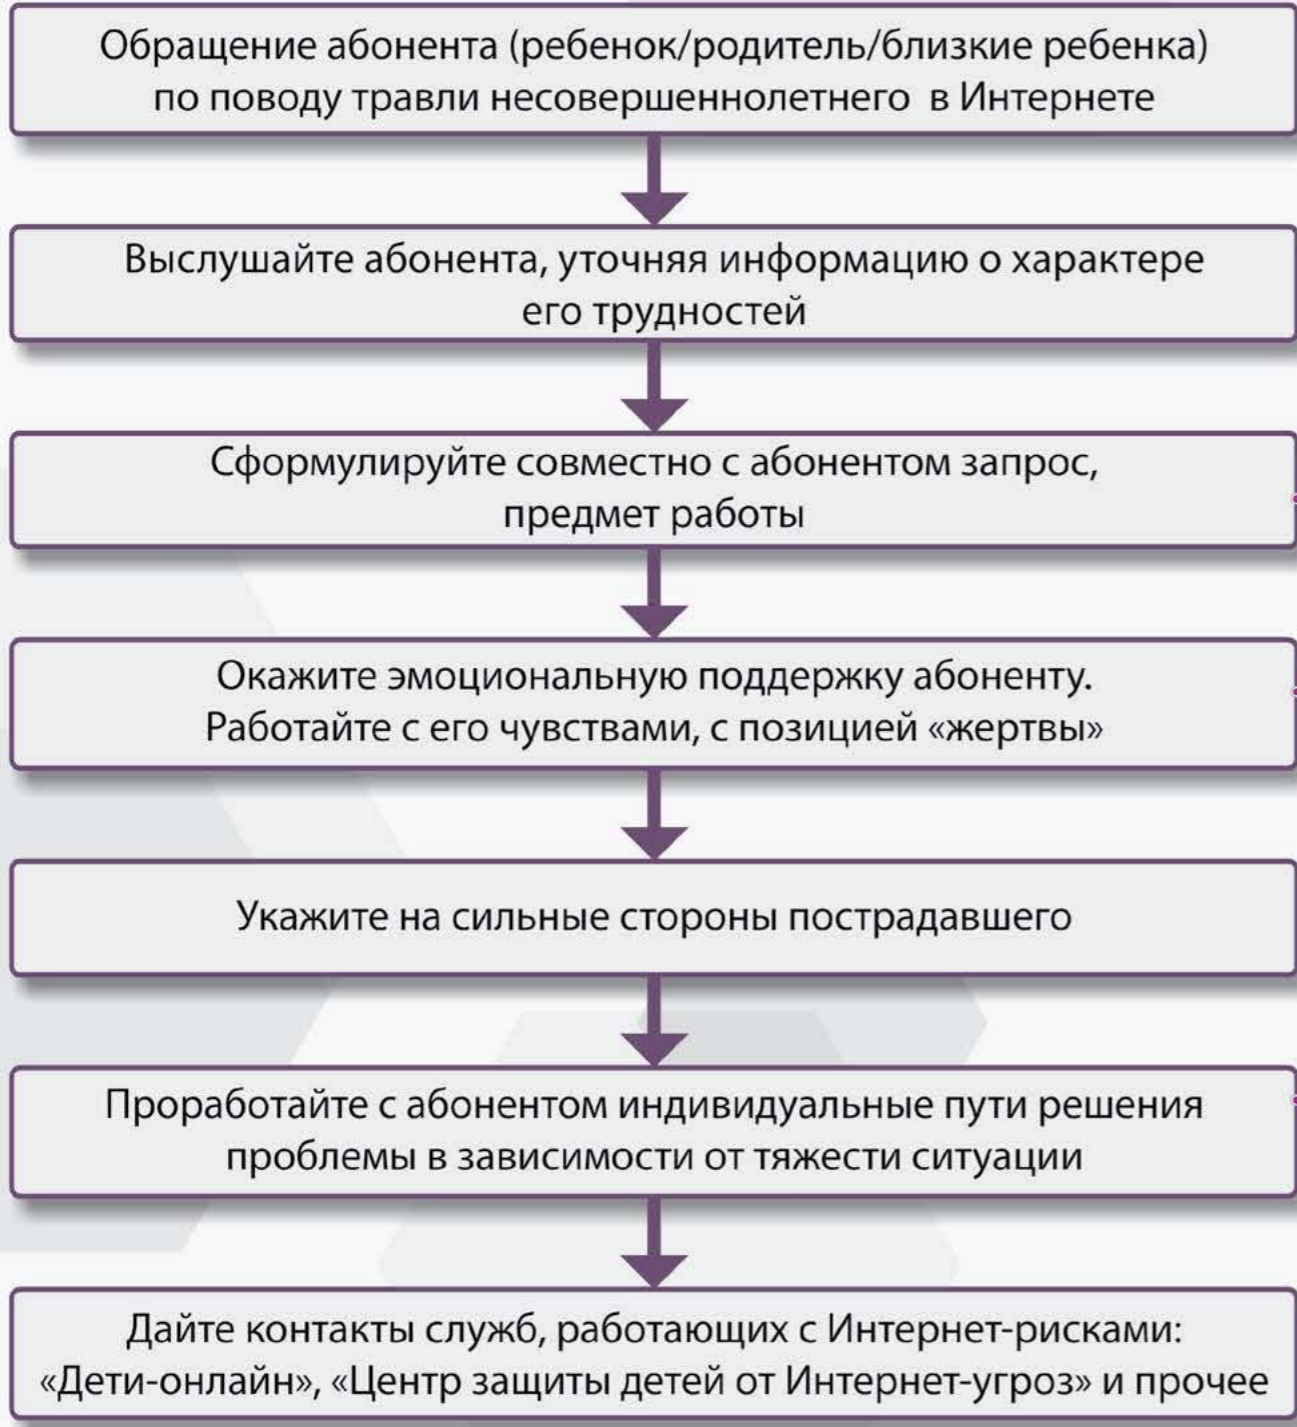 Обращение абонента (ребенок/родитель/близкие ребенка)
по поводу травли несовершеннолетнего в Интернете
Выслушайте абонента, уточняя информацию о характере
его трудностей
Сформулируйте совместно с абонентом запрос,
предмет работы
Окажите эмоциональную поддержку абоненту.
Работайте с его чувствами, с позицией «жертвы»
Укажите на сильные стороны пострадавшего
Проработайте с абонентом индивидуальные пути решения
проблемы в зависимости от тяжести ситуации
Дайте контакты служб, работающих с Интернет-рисками:
«Дети-онлайн», «Центр защиты детей от Интернет-угроз» и прочее